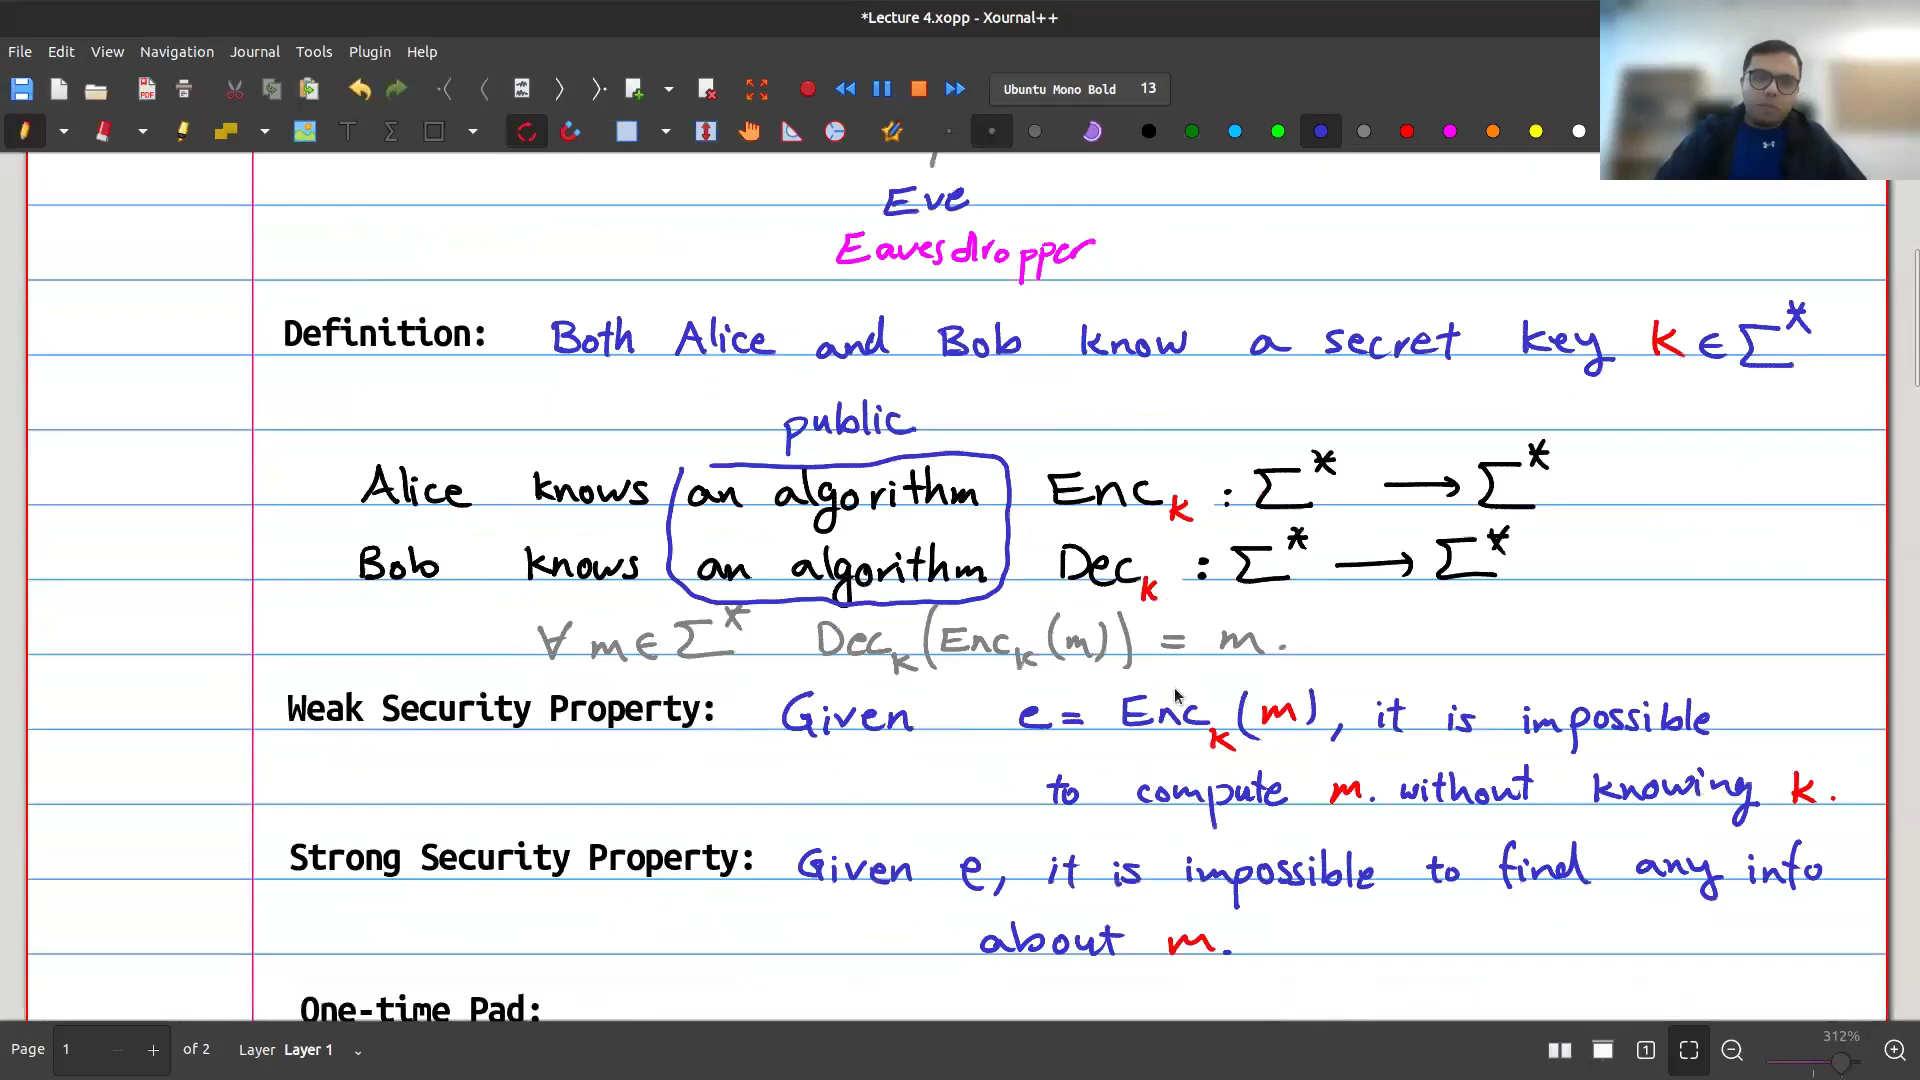 *Lecture 4.xopp - Xournal++
File Edit View Navigation Journal Tools Plugin Help
PDF Ubuntu Mono Bold 13
Eve
Eavesdropper
Definition: Both Alice and Bob know a secret key k ∈ Σ*
public
Alice knows an algorithm Enc_k : Σ* → Σ*
Bob knows an algorithm Dec_k : Σ* → Σ*
∀ m ∈ Σ* Dec_k(Enc_k(m)) = m.
Weak Security Property: Given e = Enc_k(m), it is impossible
to compute m. without knowing k.
Strong Security Property: Given e, it is impossible to find any info
about m.
One-time Pad:
Page 1 of 2 Layer Layer 1 1 312%